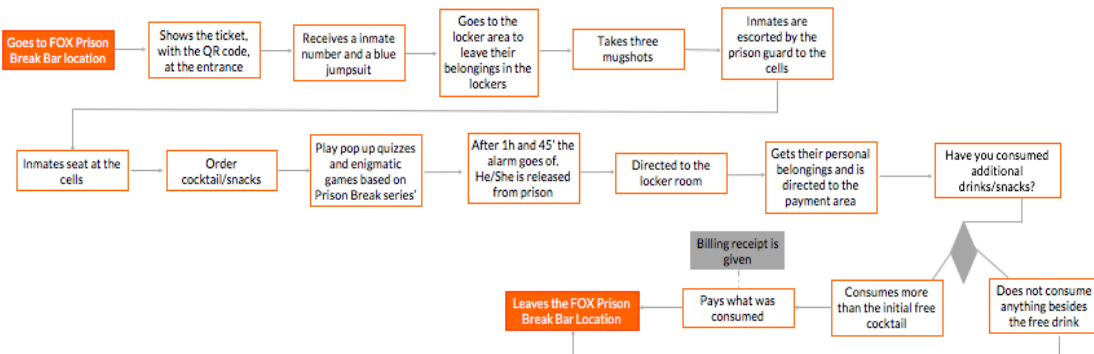 Goes to FOX Prison
Break Bar location
Shows the ticket,
with the QR code,
at the entrance
Receives a inmate
number and a blue
jumpsuit
Goes to the
locker area to
leave their
belongings in the
lockers
Takes three
mugshots
Inmates are
escorted by the
prison guard to the
cells
Inmates seat at the
cells
Order
cocktail/snacks
Play pop up quizzes
and enigmatic
games based on
Prison Break series'
After 1h and 45' the
alarm goes of.
He/She is released
from prison
Directed to the
locker room
Gets their personal
belongings and is
directed to the
payment area
Have you consumed
additional
drinks/snacks?
Billing receipt is
given
Leaves the FOX Prison
Break Bar Location
Pays what was
consumed
Consumes more
than the initial free
cocktail
Does not consume
anything besides
the free drink